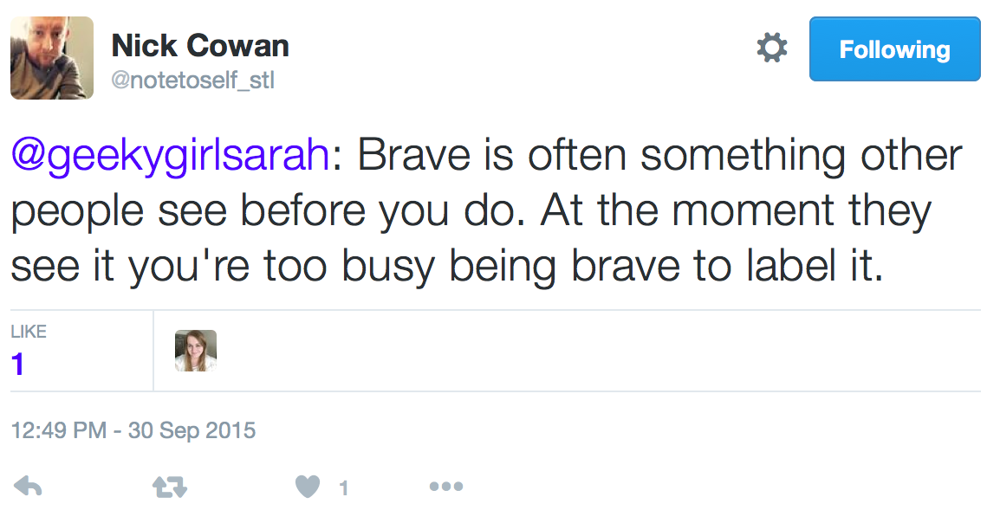 Nick Cowan
@notetoself_stl
Following
@geekygirlsarah: Brave is often something other
people see before you do. At the moment they
see it you're too busy being brave to label it.
LIKE
1
12:49 PM - 30 Sep 2015
1